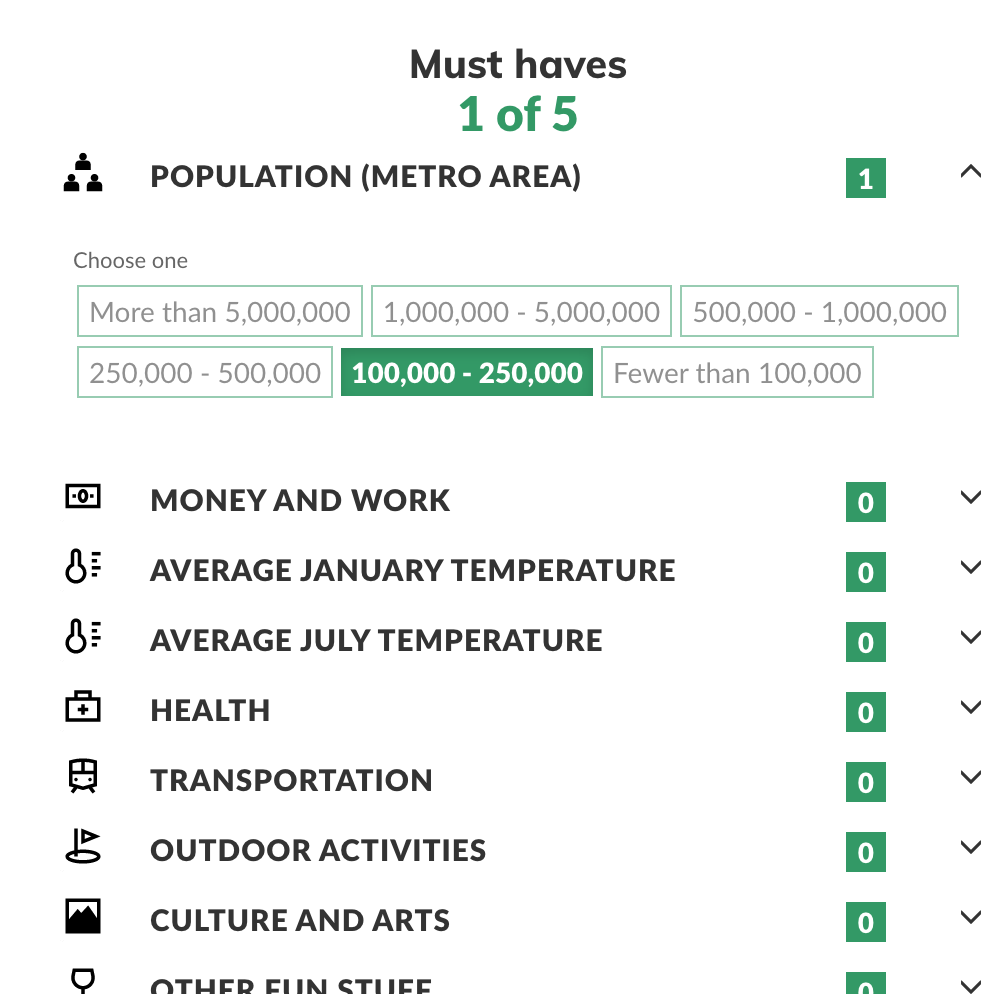 Must haves
1 of 5
POPULATION (METRO AREA) 1
Choose one
More than 5,000,000 1,000,000 - 5,000,000 500,000 - 1,000,000
250,000 - 500,000 100,000 - 250,000 Fewer than 100,000
MONEY AND WORK 0
AVERAGE JANUARY TEMPERATURE 0
AVERAGE JULY TEMPERATURE 0
HEALTH 0
TRANSPORTATION 0
OUTDOOR ACTIVITIES 0
CULTURE AND ARTS 0
OTHER FUN STUFF 0